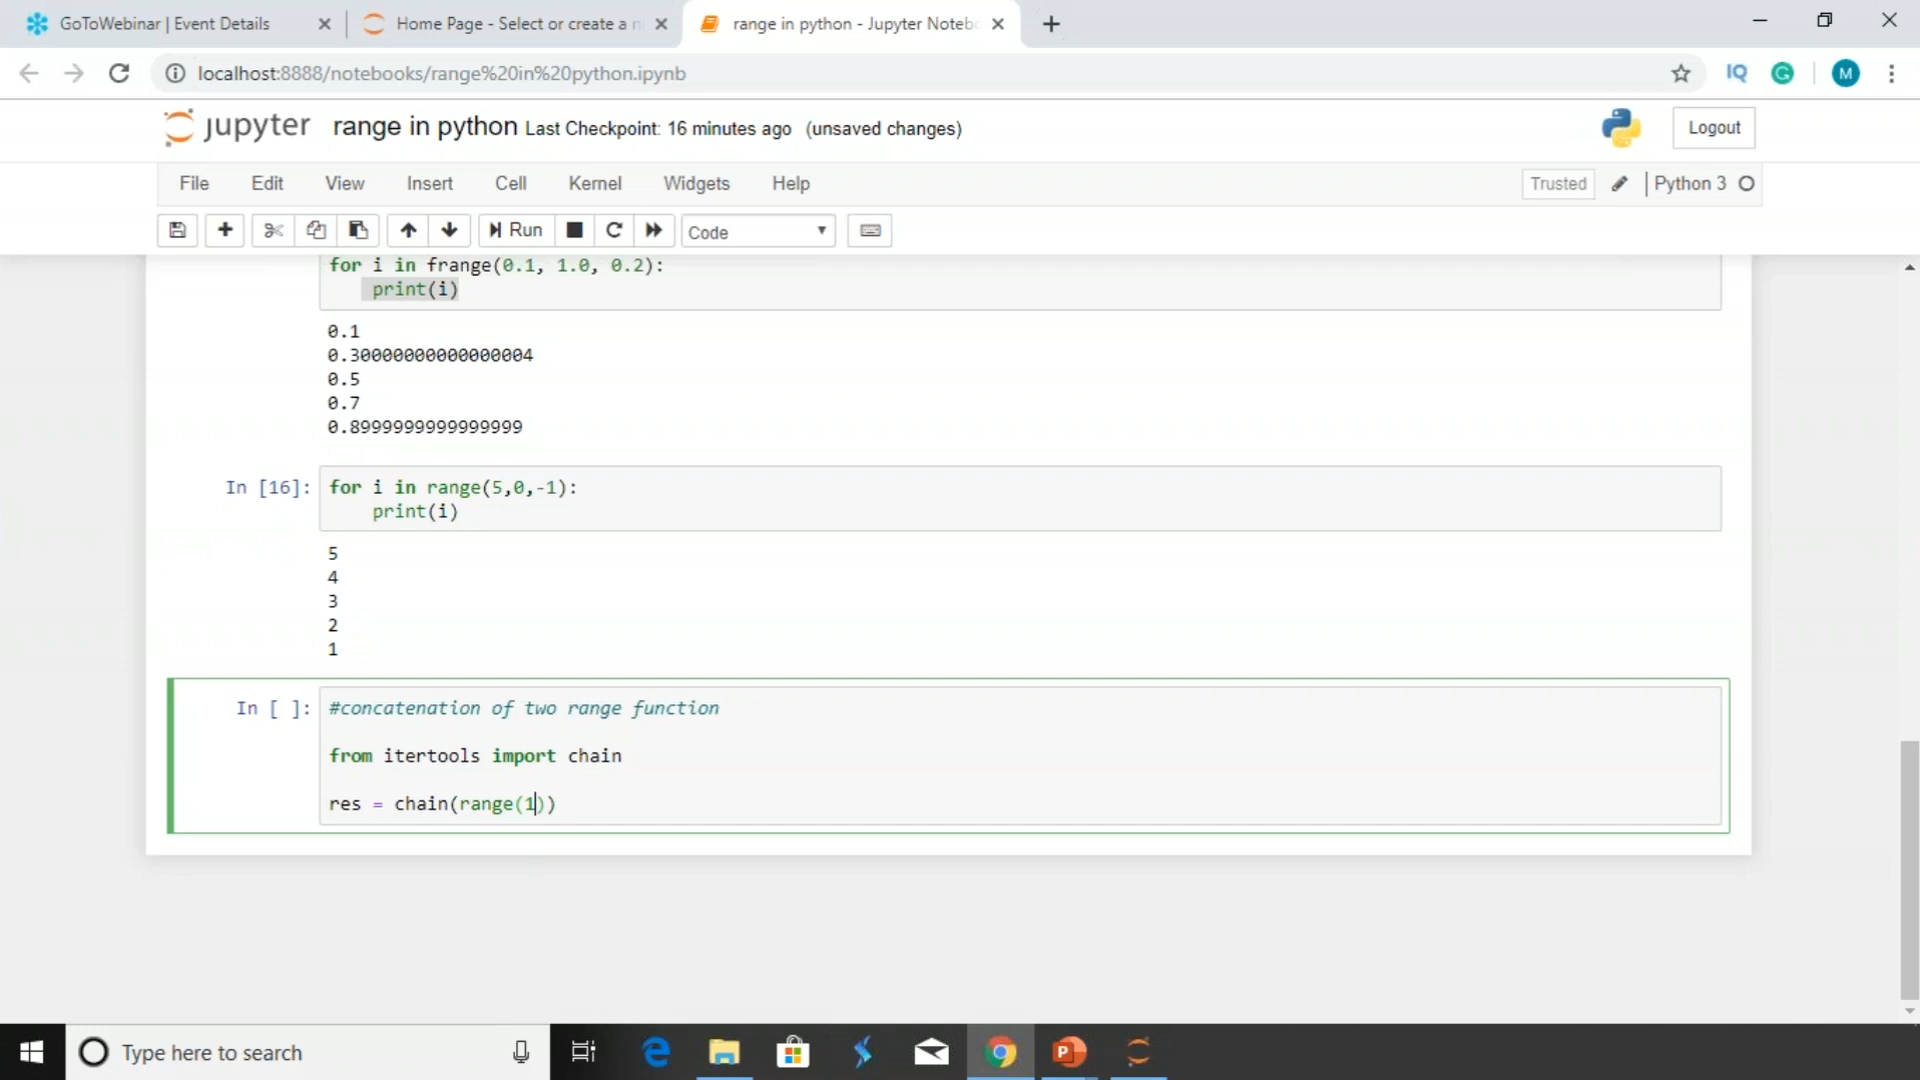 GoToWebinar | Event Details
Home Page - Select or create a n
range in python - Jupyter Noteb
localhost:8888/notebooks/range%20in%20python.ipynb
IQ
G
M
jupyter range in python Last Checkpoint: 16 minutes ago (unsaved changes)
Logout
File Edit View Insert Cell Kernel Widgets Help
Trusted
Python 3
Run
Code
for i in frange(0.1, 1.0, 0.2):
print(i)
0.1
0.30000000000000004
0.5
0.7
0.8999999999999999
In [16]: for i in range(5,0,-1):
print(i)
5
4
3
2
1
In [ ]: #concatenation of two range function
from itertools import chain
res = chain(range(1))
Type here to search
P